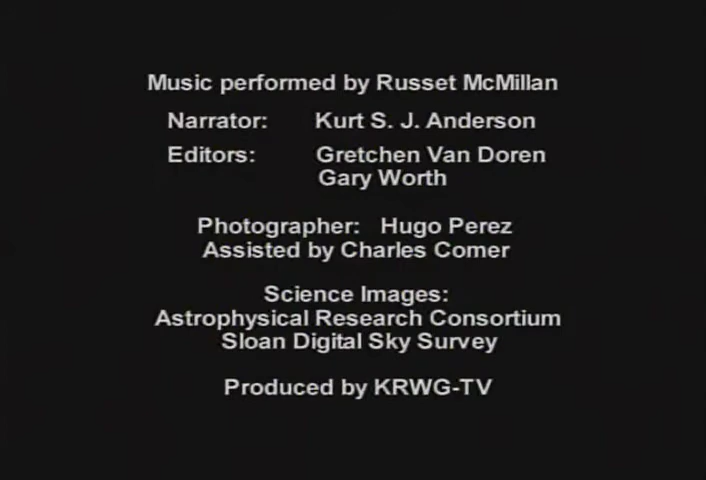 Music performed by Russet McMillan
Narrator: Kurt S. J. Anderson
Editors: Gretchen Van Doren
Gary Worth
Photographer: Hugo Perez
Assisted by Charles Comer
Science Images:
Astrophysical Research Consortium
Sloan Digital Sky Survey
Produced by KRWG-TV